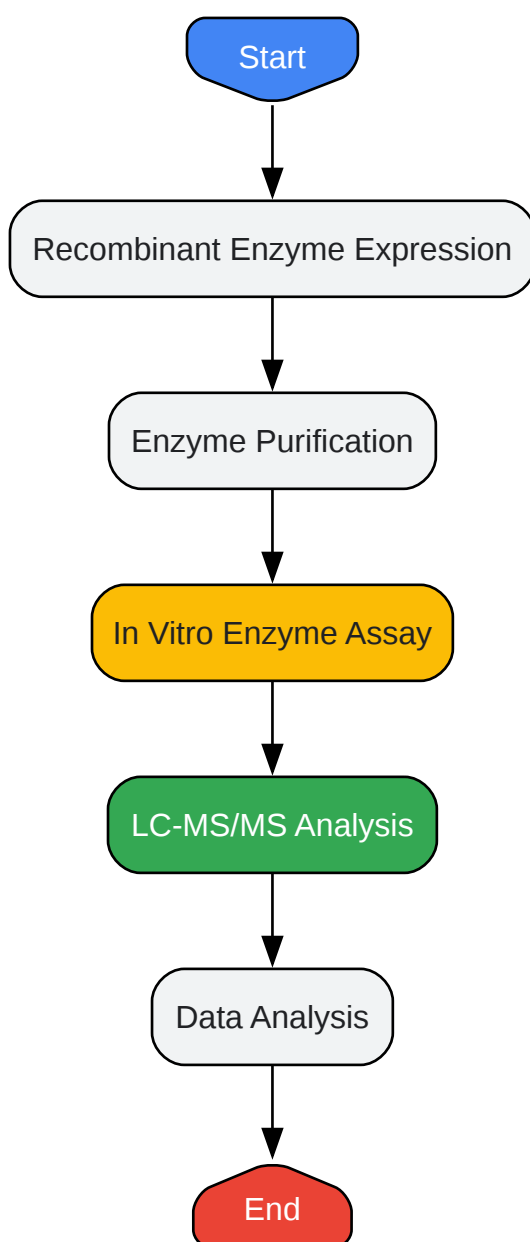 Start
Recombinant Enzyme Expression
Enzyme Purification
In Vitro Enzyme Assay
LC-MS/MS Analysis
Data Analysis
End